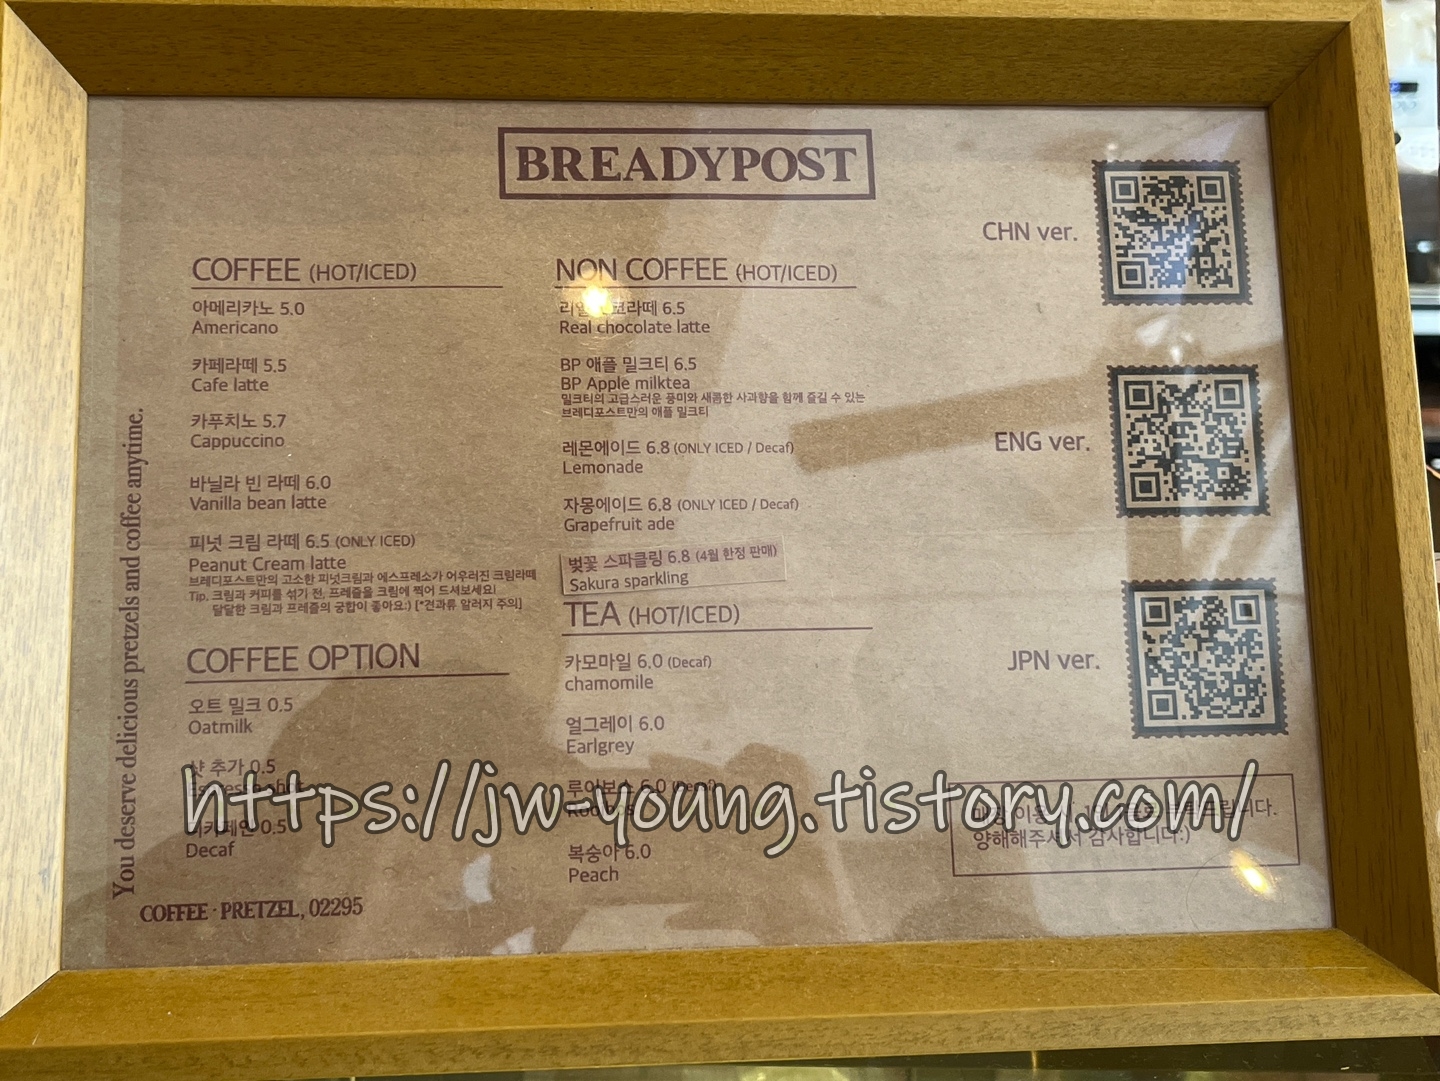 BREADYPOST
COFFEE (HOT/ICED)
아메리카노 5.0
Americano
카페라떼 5.5
Cafe latte
카푸치노 5.7
Cappuccino
바닐라 빈 라떼 6.0
Vanilla bean latte
피넛 크림 라떼 6.5 (ONLY ICED)
Peanut Cream latte
브레디포스트만의 고소한 피넛크림과 에스프레소가 어우러진 크림라떼
Tip. 크림과 커피를 섞기 전, 프레즐을 크림에 찍어 드셔보세요!
달달한 크림과 프레즐의 궁합이 좋아요:) [*견과류 알러지 주의]
COFFEE OPTION
오트 밀크 0.5
Oatmilk
샷 추가 0.5
디카페인 0.5
Decaf
NON COFFEE (HOT/ICED)
6.5
Real chocolate latte
BP 애플 밀크티 6.5
BP Apple milktea
밀크티의 고급스러운 풍미와 새콤한 사과향을 함께 즐길 수 있는
브레디포스트만의 애플 밀크티
레몬에이드 6.8 (ONLY ICED / Decaf)
Lemonade
자몽에이드 6.8 (ONLY ICED / Decaf)
Grapefruit ade
벚꽃 스파클링 6.8 (4월 한정 판매)
Sakura sparkling
TEA (HOT/ICED)
카모마일 6.0 (Decaf)
chamomile
얼그레이 6.0
Earlgrey
루이보스 6.0 (Decaf)
복숭아 6.0
Peach
CHN ver.
ENG ver.
JPN ver.
양해해주셔서 감사합니다:)
You deserve delicious pretzels and coffee anytime.
COFFEE · PRETZEL, 02295
https://jw-young.tistory.com/